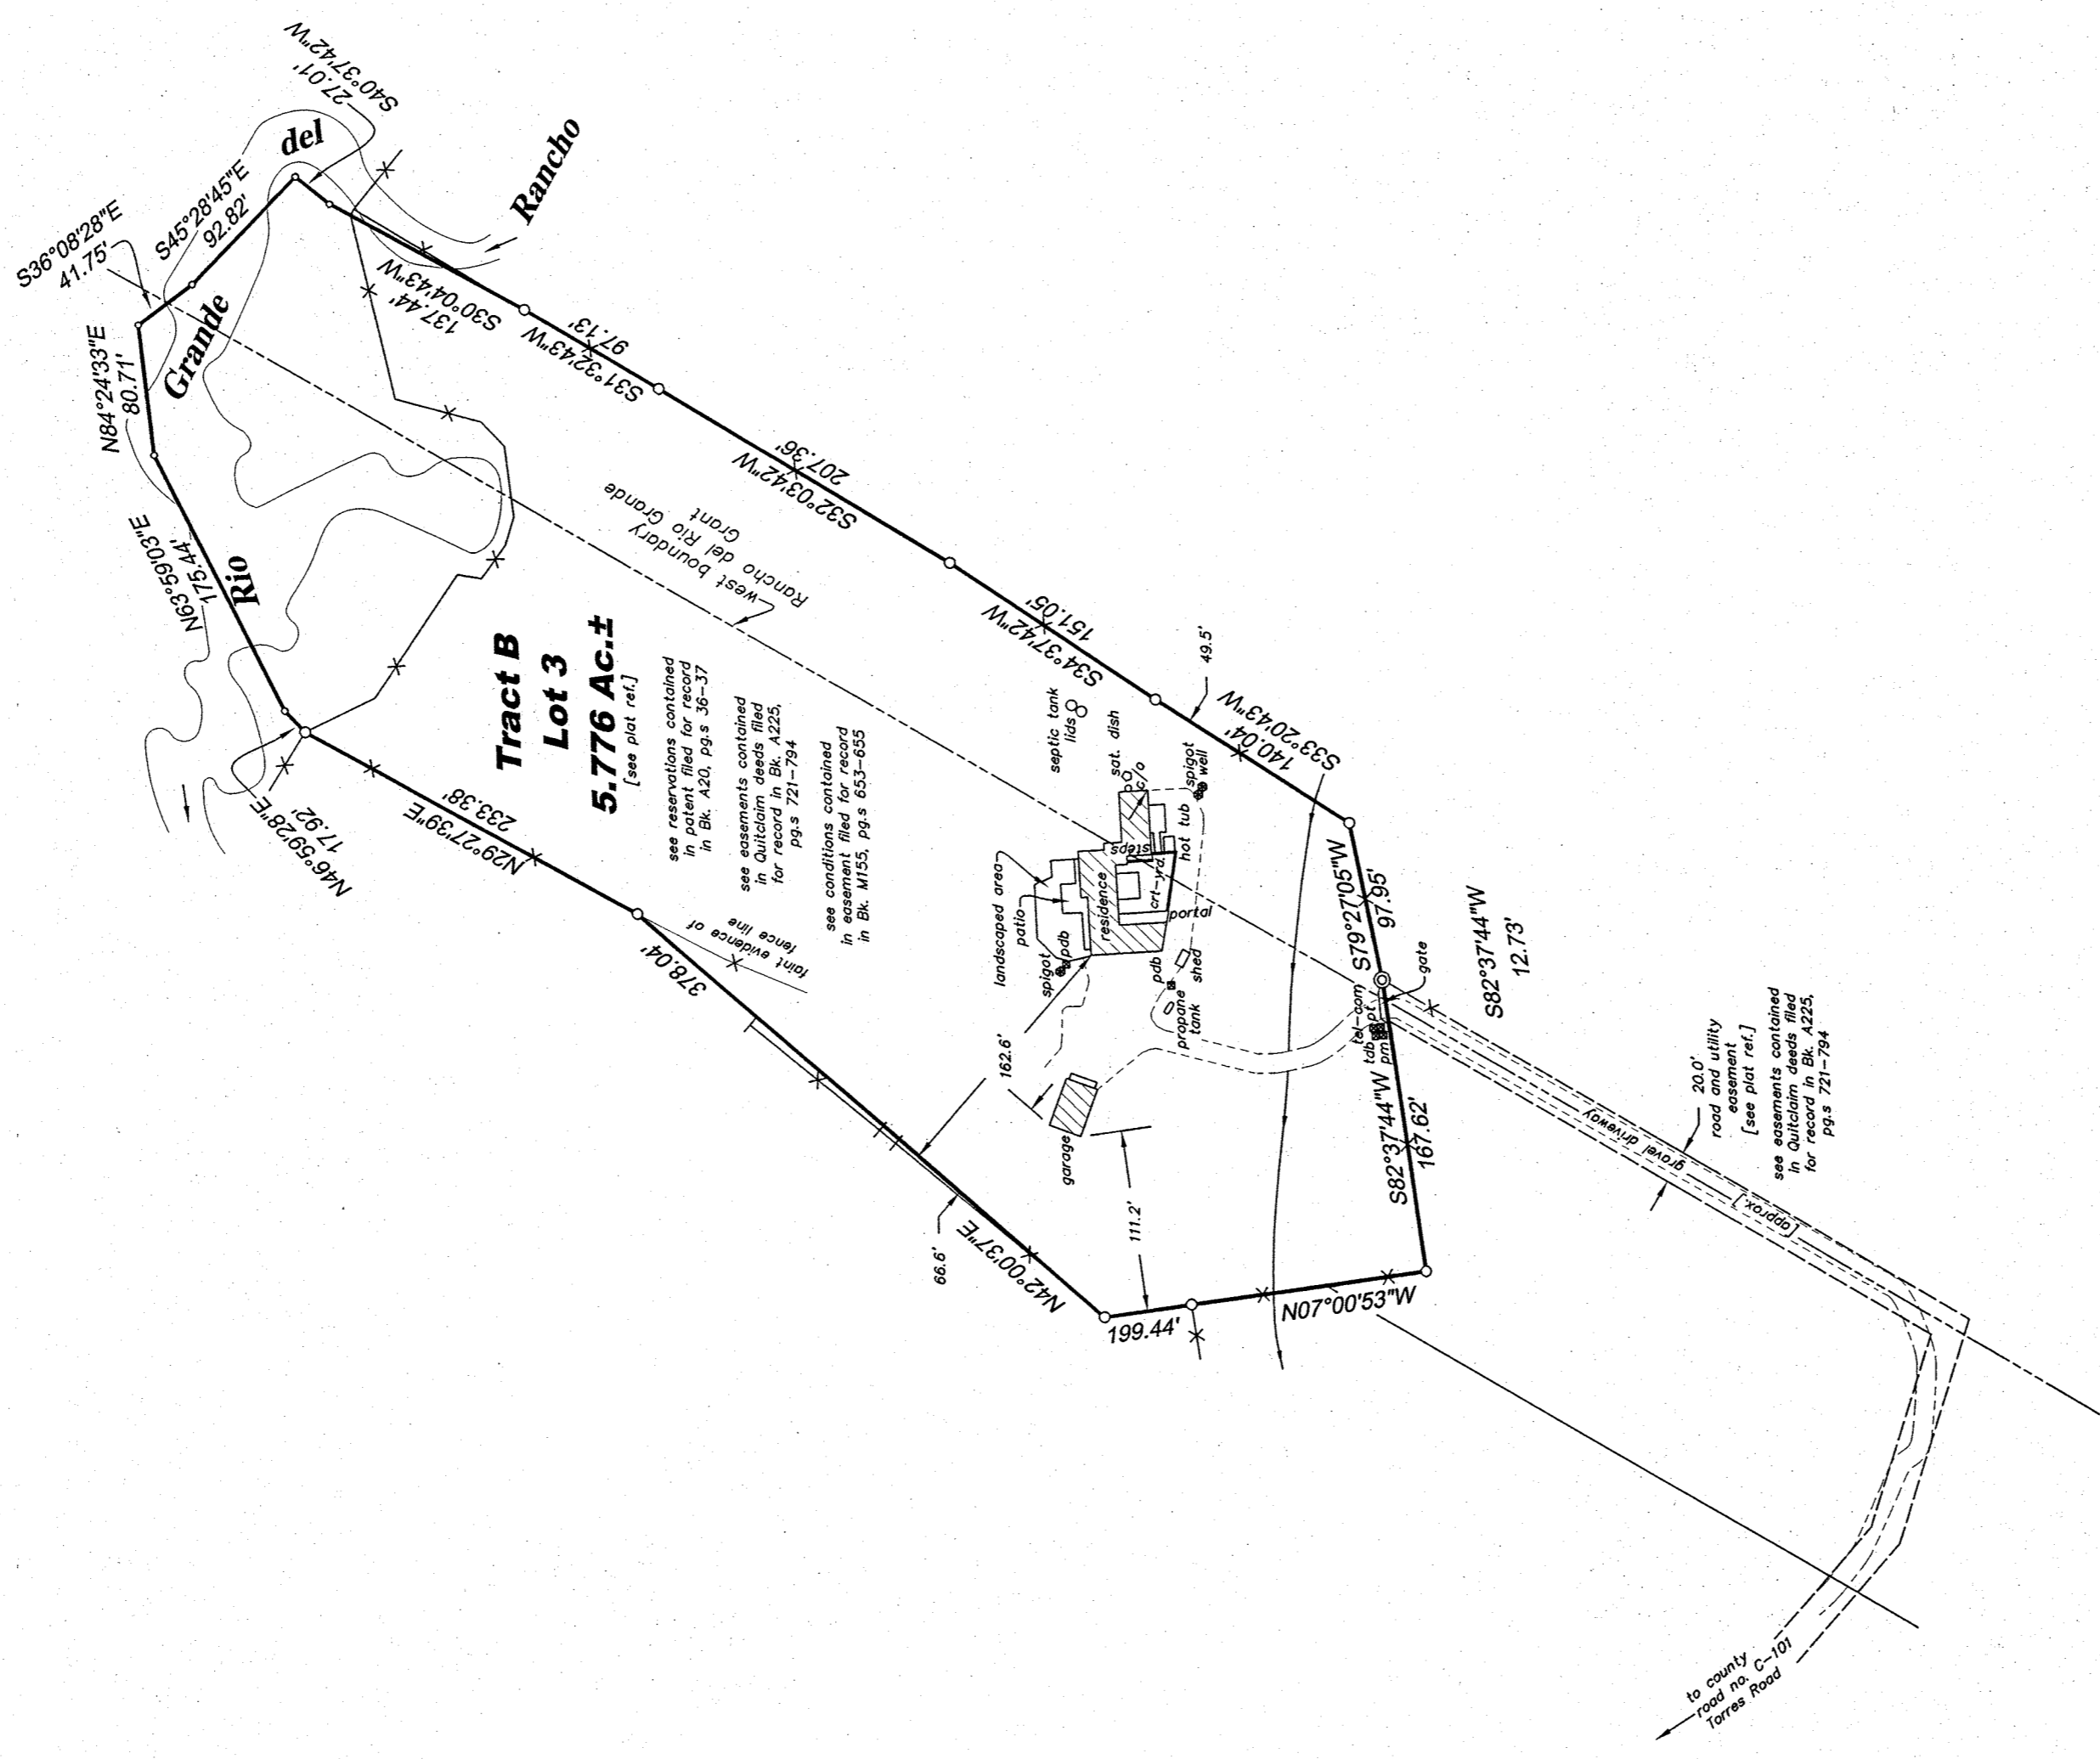 S40°37'42"W
27.01'
del
Rancho
S45°28'45"E
92.82'
S36°08'28"E
41.75'
Grande
N84°24'33"E
80.71'
S30°04'43"W
137.44'
S31°32'43"W
97.13'
N63°59'03"E
175.44'
Rio
S32°03'42"W
207.36'
west boundary
Rancho del Rio Grande
Grant
Tract B
Lot 3
5.776 Ac.±
[see plat ref.]
see reservations contained
in patent filed for record
in Bk. A20, pg.s 36-37
see easements contained
in Quitclaim deeds filed
for record in Bk. A225,
pg.s 721-794
see conditions contained
in easement filed for record
in Bk. M155, pg.s 653-655
N46°59'28"E
17.92'
N29°27'39"E
233.38'
faint evidence of
fence line
S34°37'42"W
151.05'
49.5'
S33°20'43"W
140.04'
septic tank
lids
sat. dish
c/o
spigot
well
hot tub
steps
crt-yrd.
portal
residence
landscaped area
patio
spigot
pdb
pdb
shed
propane
tank
162.6'
garage
111.2'
378.04'
N42°00'37"E
66.6'
199.44'
N07°00'53"W
S79°27'05"W
97.95'
gate
tel-com
pt
tdb
pm
S82°37'44"W
12.73'
S82°37'44"W
167.62'
20.0'
road and utility
easement
[see plat ref.]
see easements contained
in Quitclaim deeds filed
for record in Bk. A225,
pg.s 721-794
gravel driveway
[approx.]
to county
road no. C-101
Torres Road